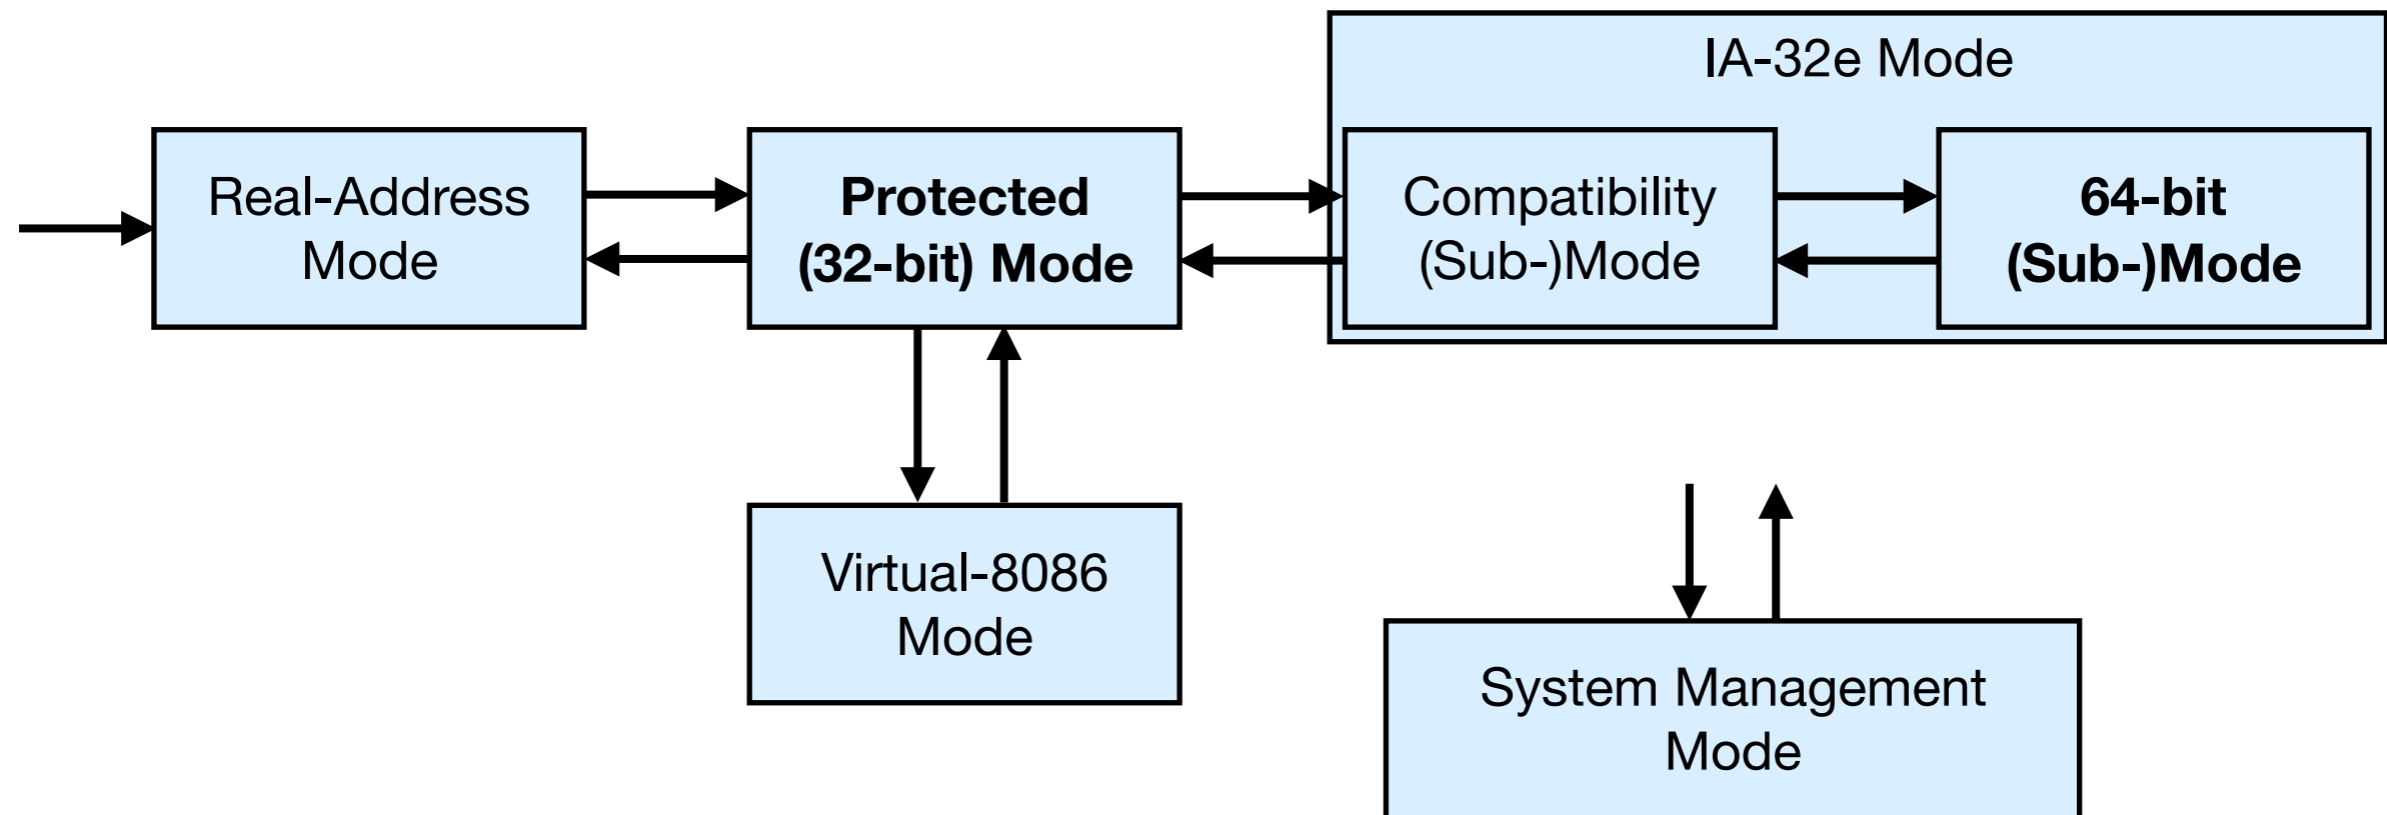 IA-32e Mode
Real-Address
Mode
Protected
(32-bit) Mode
Compatibility
(Sub-)Mode
64-bit
(Sub-)Mode
Virtual-8086
Mode
System Management
Mode